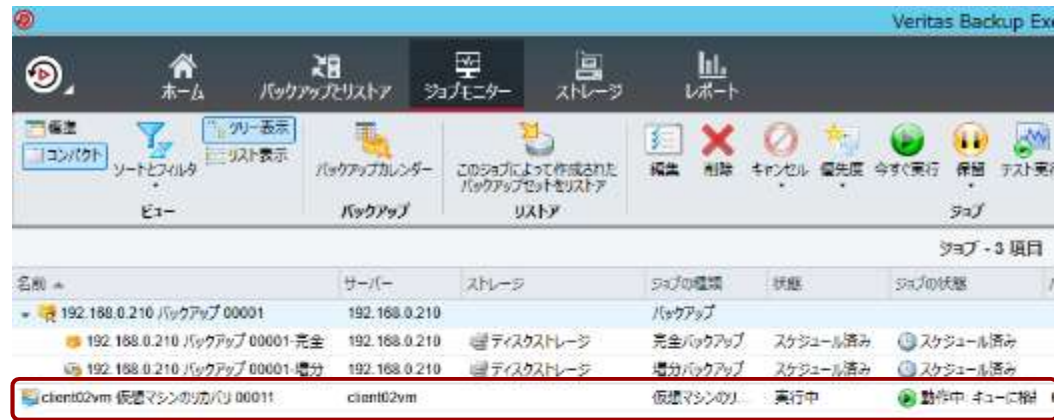 Veritas Backup Exe
ホーム
バックアップとリストア
ジョブモニター
ストレージ
レポート
標準
コンパクト
ソートとフィルタ
ツリー表示
リスト表示
ビュー
バックアップカレンダー
バックアップ
このジョブによって作成された
バックアップセットをリストア
リストア
編集
削除
キャンセル
優先度
今すぐ実行
保留
テスト実行
ジョブ
ジョブ - 3 項目
名前 サーバー ストレージ ジョブの種類 状態 ジョブの状態
192.168.0.210 バックアップ 00001 192.168.0.210 バックアップ
192.168.0.210 バックアップ 00001-完全 192.168.0.210 ディスクストレージ 完全バックアップ スケジュール済み スケジュール済み
192.168.0.210 バックアップ 00001-増分 192.168.0.210 ディスクストレージ 増分バックアップ スケジュール済み スケジュール済み
client02vm 仮想マシンのリカバリ 00011 client02vm 仮想マシンのリ... 実行中 動作中: キューに